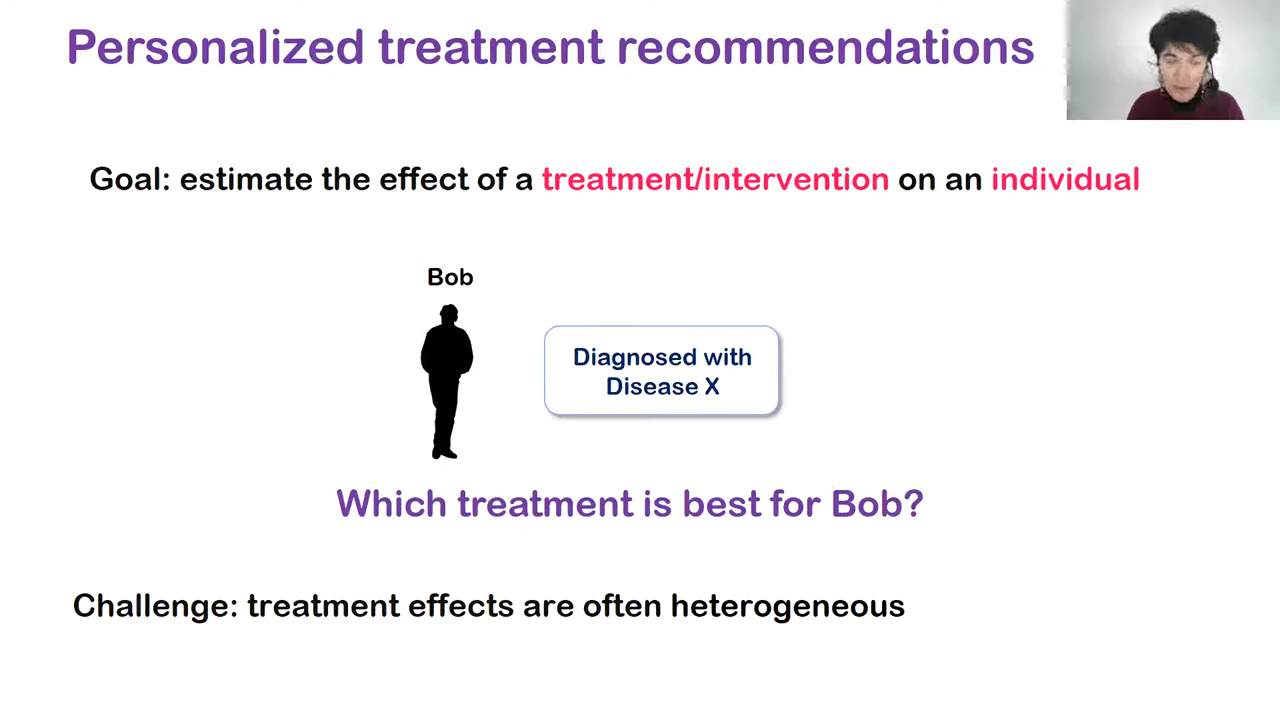 Personalized treatment recommendations
Goal: estimate the effect of a treatment/intervention on an individual
Bob
Diagnosed with
Disease X
Which treatment is best for Bob?
Challenge: treatment effects are often heterogeneous